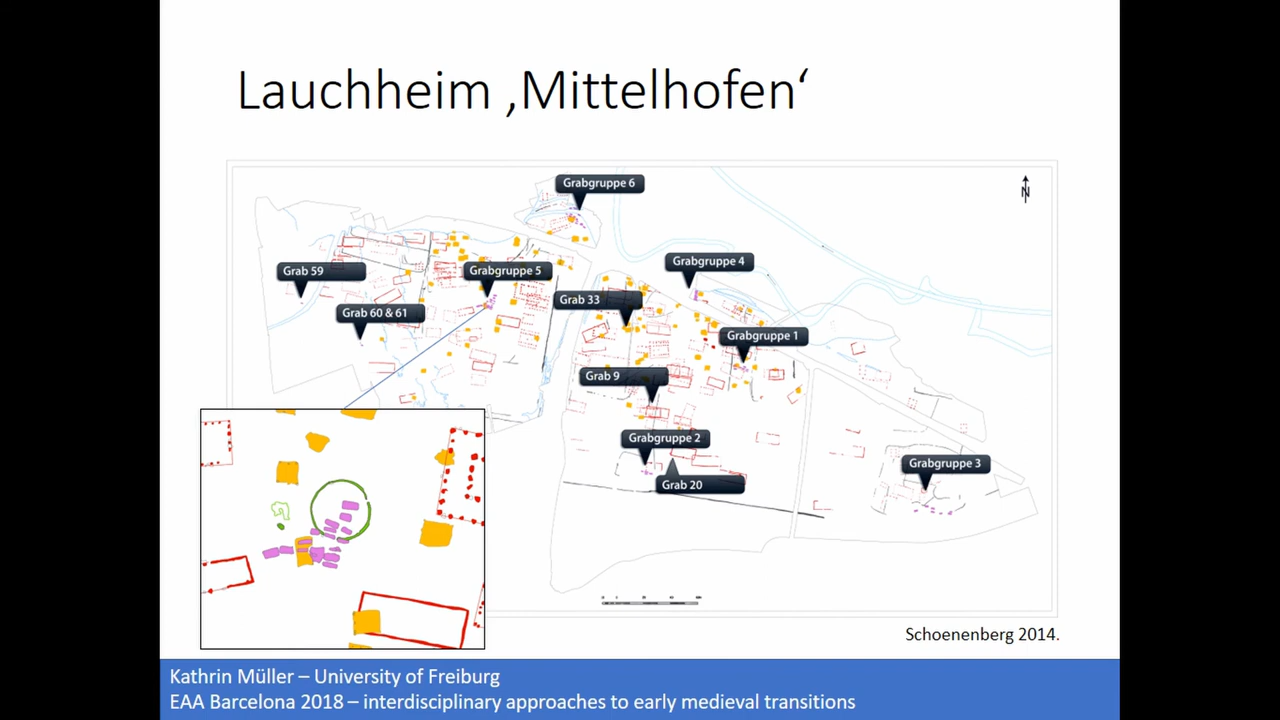 Lauchheim ‚Mittelhofen‘
Grabgruppe 6
N
Grabgruppe 4
Grab 59
Grabgruppe 5
Grab 33
Grab 60 & 61
Grabgruppe 1
Grab 9
Grabgruppe 2
Grabgruppe 3
Grab 20
Schoenenberg 2014.
Kathrin Müller – University of Freiburg
EAA Barcelona 2018 – interdisciplinary approaches to early medieval transitions